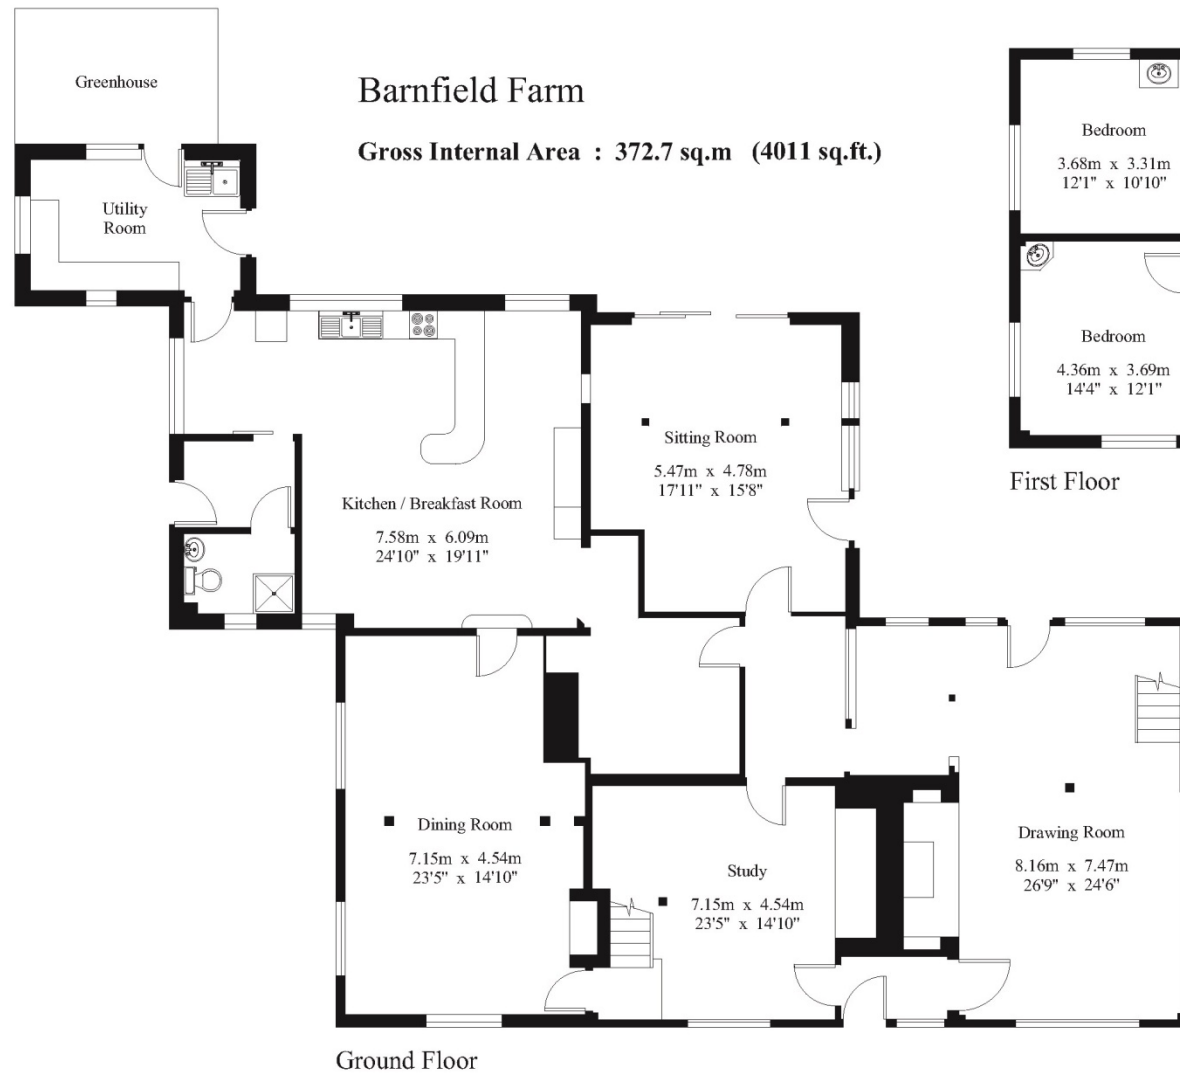 Greenhouse
Barnfield Farm
Gross Internal Area : 372.7 sq.m (4011 sq.ft.)
Utility
Room
Bedroom
3.68m x 3.31m
12'1" x 10'10"
Bedroom
4.36m x 3.69m
14'4" x 12'1"
First Floor
Sitting Room
5.47m x 4.78m
17'11" x 15'8"
Kitchen / Breakfast Room
7.58m x 6.09m
24'10" x 19'11"
Dining Room
7.15m x 4.54m
23'5" x 14'10"
Study
7.15m x 4.54m
23'5" x 14'10"
Drawing Room
8.16m x 7.47m
26'9" x 24'6"
Ground Floor